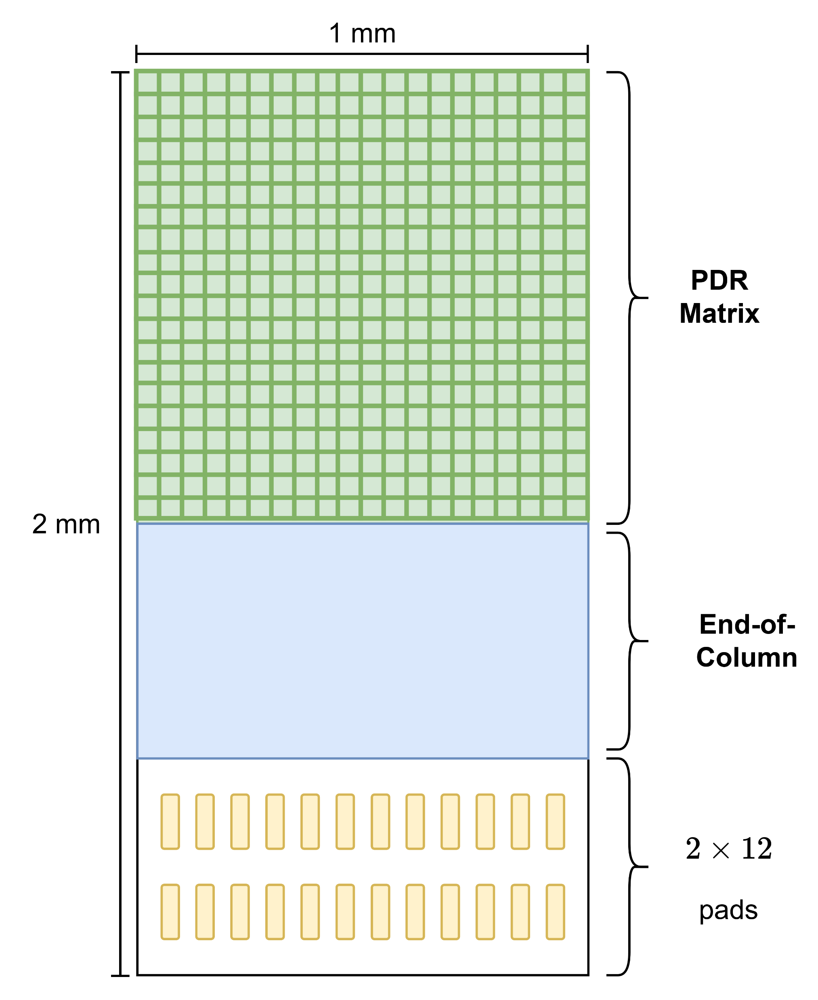 1 mm
PDR
Matrix
2 mm
End-of-
Column
2 × 12
pads